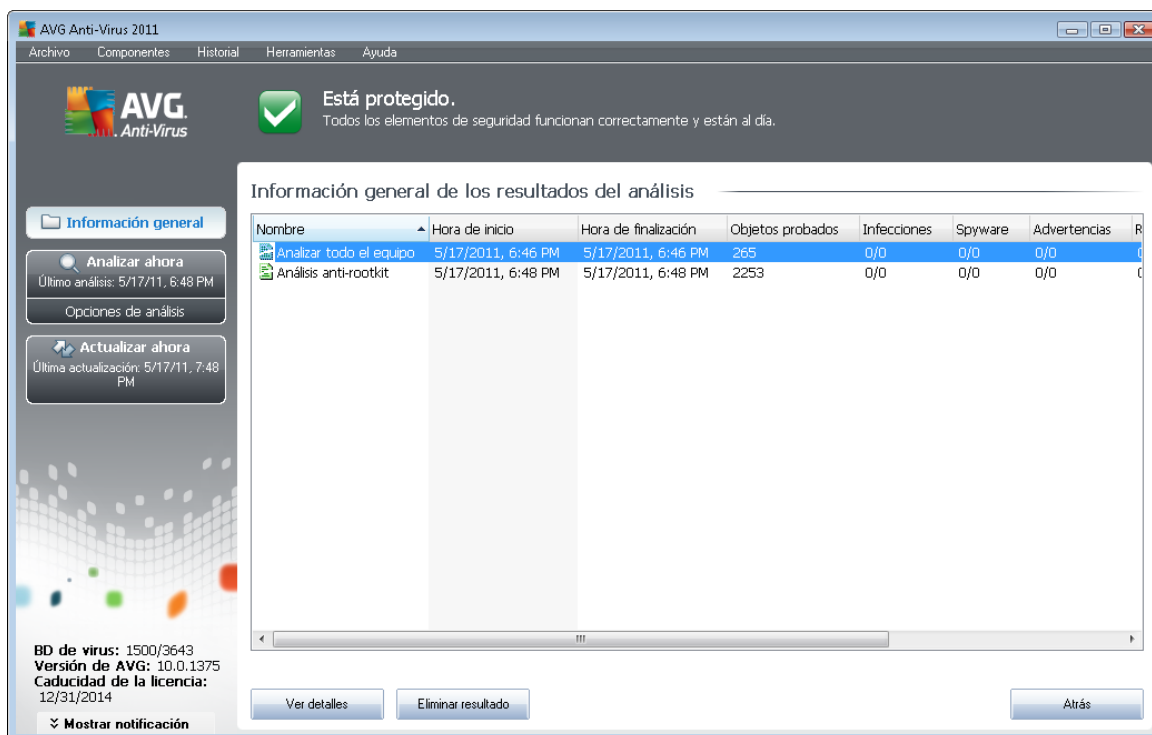 AVG Anti-Virus 2011
Archivo Componentes Historial Herramientas Ayuda
AVG.
Anti-Virus
Está protegido.
Todos los elementos de seguridad funcionan correctamente y están al día.
Información general
Analizar ahora
Último análisis: 5/17/11, 6:48 PM
Opciones de análisis
Actualizar ahora
Última actualización: 5/17/11, 7:48
PM
BD de virus: 1500/3643
Versión de AVG: 10.0.1375
Caducidad de la licencia:
12/31/2014
Mostrar notificación
Información general de los resultados del análisis
Nombre Hora de inicio Hora de finalización Objetos probados Infecciones Spyware Advertencias R
Analizar todo el equipo 5/17/2011, 6:46 PM 5/17/2011, 6:46 PM 265 0/0 0/0 0/0
Análisis anti-rootkit 5/17/2011, 6:48 PM 5/17/2011, 6:48 PM 2253 0/0 0/0 0/0
Ver detalles Eliminar resultado Atrás